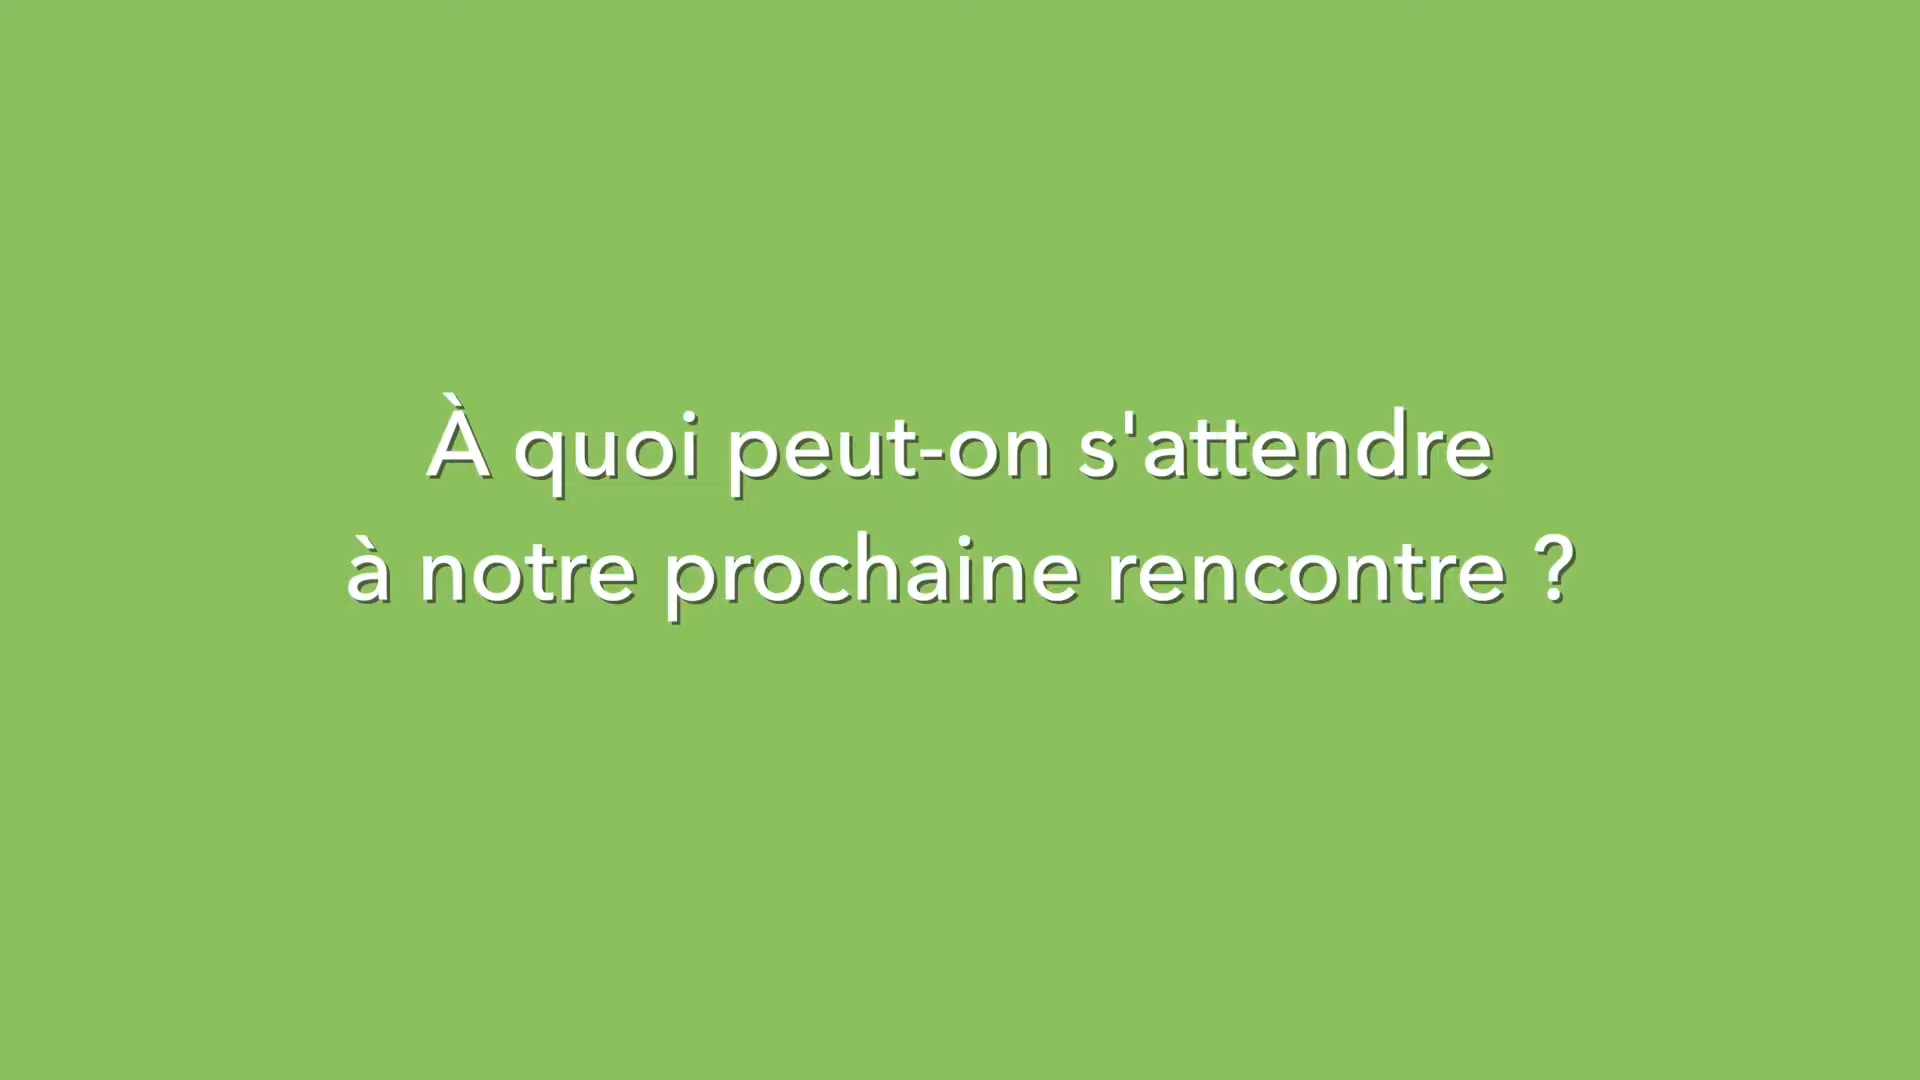 À quoi peut-on s'attendre
à notre prochaine rencontre ?